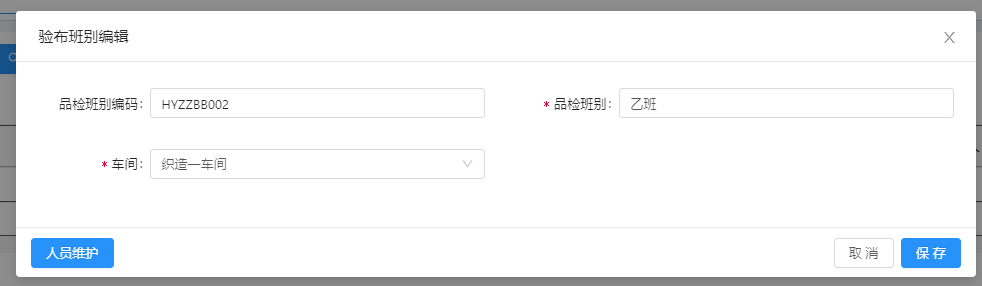 验布班别编辑
品检班别编码: HYZZBB002
* 品检班别: 乙班
* 车间: 织造一车间
人员维护
取 消 保 存